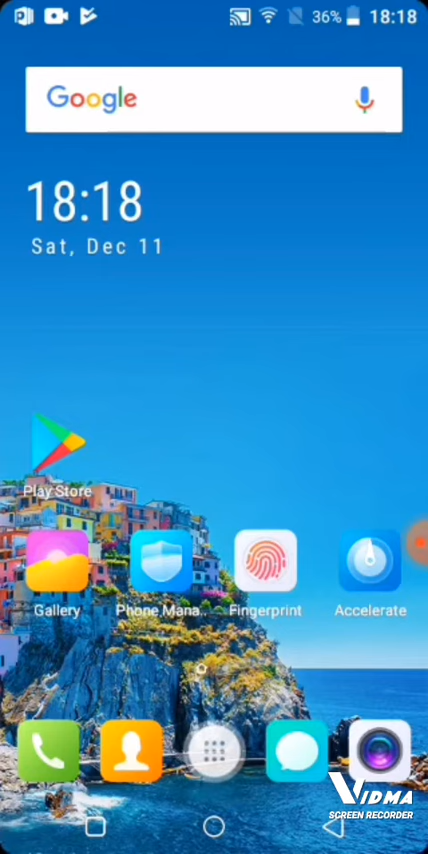 36% 18:18
Google
18:18
Sat, Dec 11
Play Store
Gallery
Phone Mana..
Fingerprint
Accelerate
VIDMA
SCREEN RECORDER